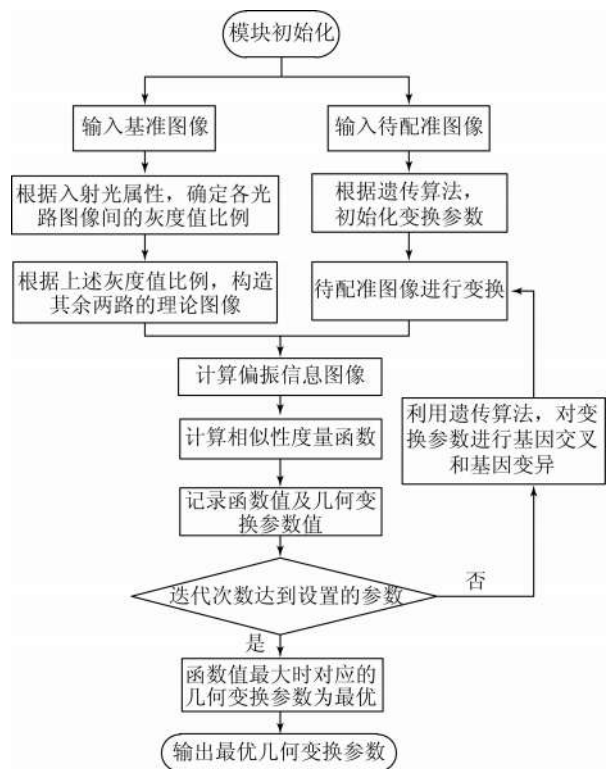 模块初始化
输入基准图像
输入待配准图像
根据入射光属性，确定各光
路图像间的灰度值比例
根据遗传算法，
初始化变换参数
根据上述灰度值比例，构造
其余两路的理论图像
待配准图像进行变换
计算偏振信息图像
计算相似性度量函数
利用遗传算法，对变
换参数进行基因交叉
和基因变异
记录函数值及几何变
换参数值
迭代次数达到设置的参数
否
是
函数值最大时对应的
几何变换参数为最优
输出最优几何变换参数